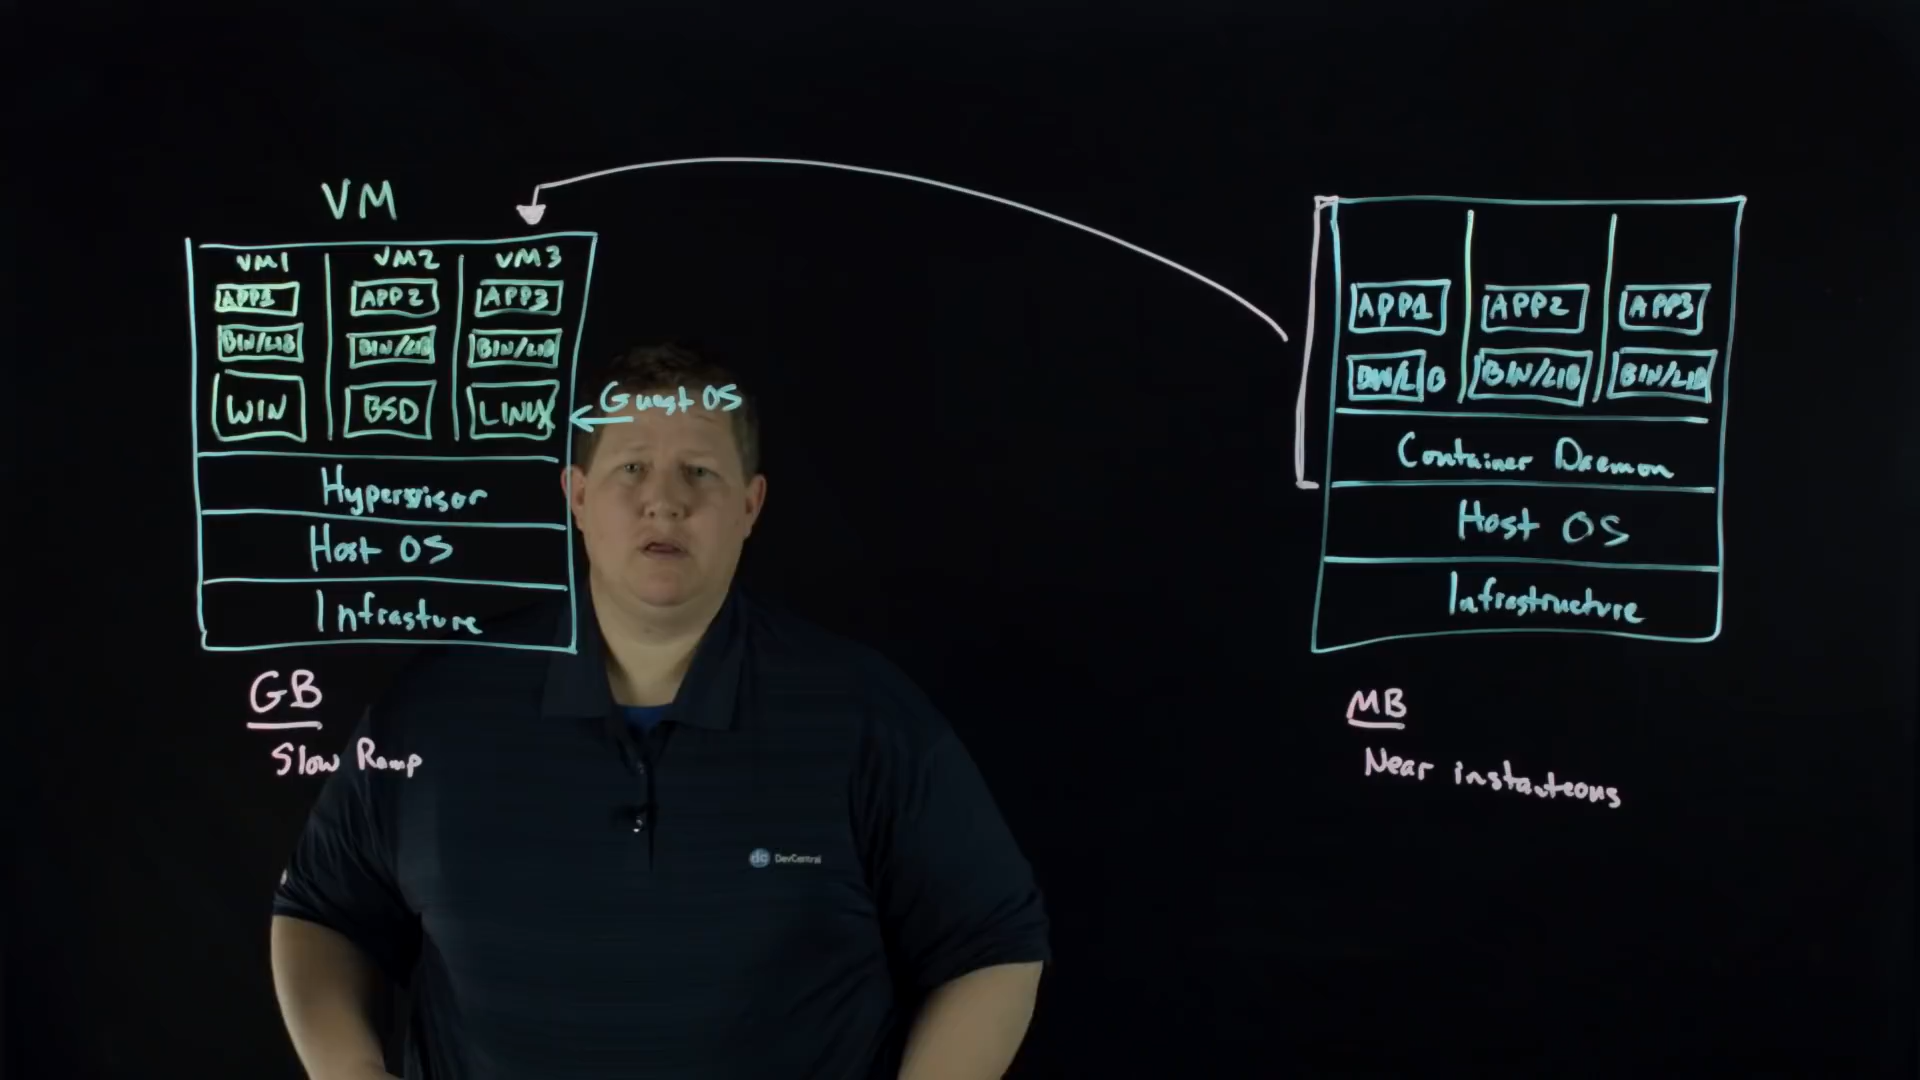 VM
VM1 VM2 VM3
APP1 APP2 APP3
BIN/LIB BIN/LIB BIN/LIB
WIN BSD LINUX
Guest OS
Hypervisor
Host OS
Infrasture
GB
Slow Ramp
APP1 APP2 APP3
BIN/LIB BIN/LIB BIN/LIB
Container Daemon
Host OS
Infrastructure
MB
Near instanteous
dc DevCentral